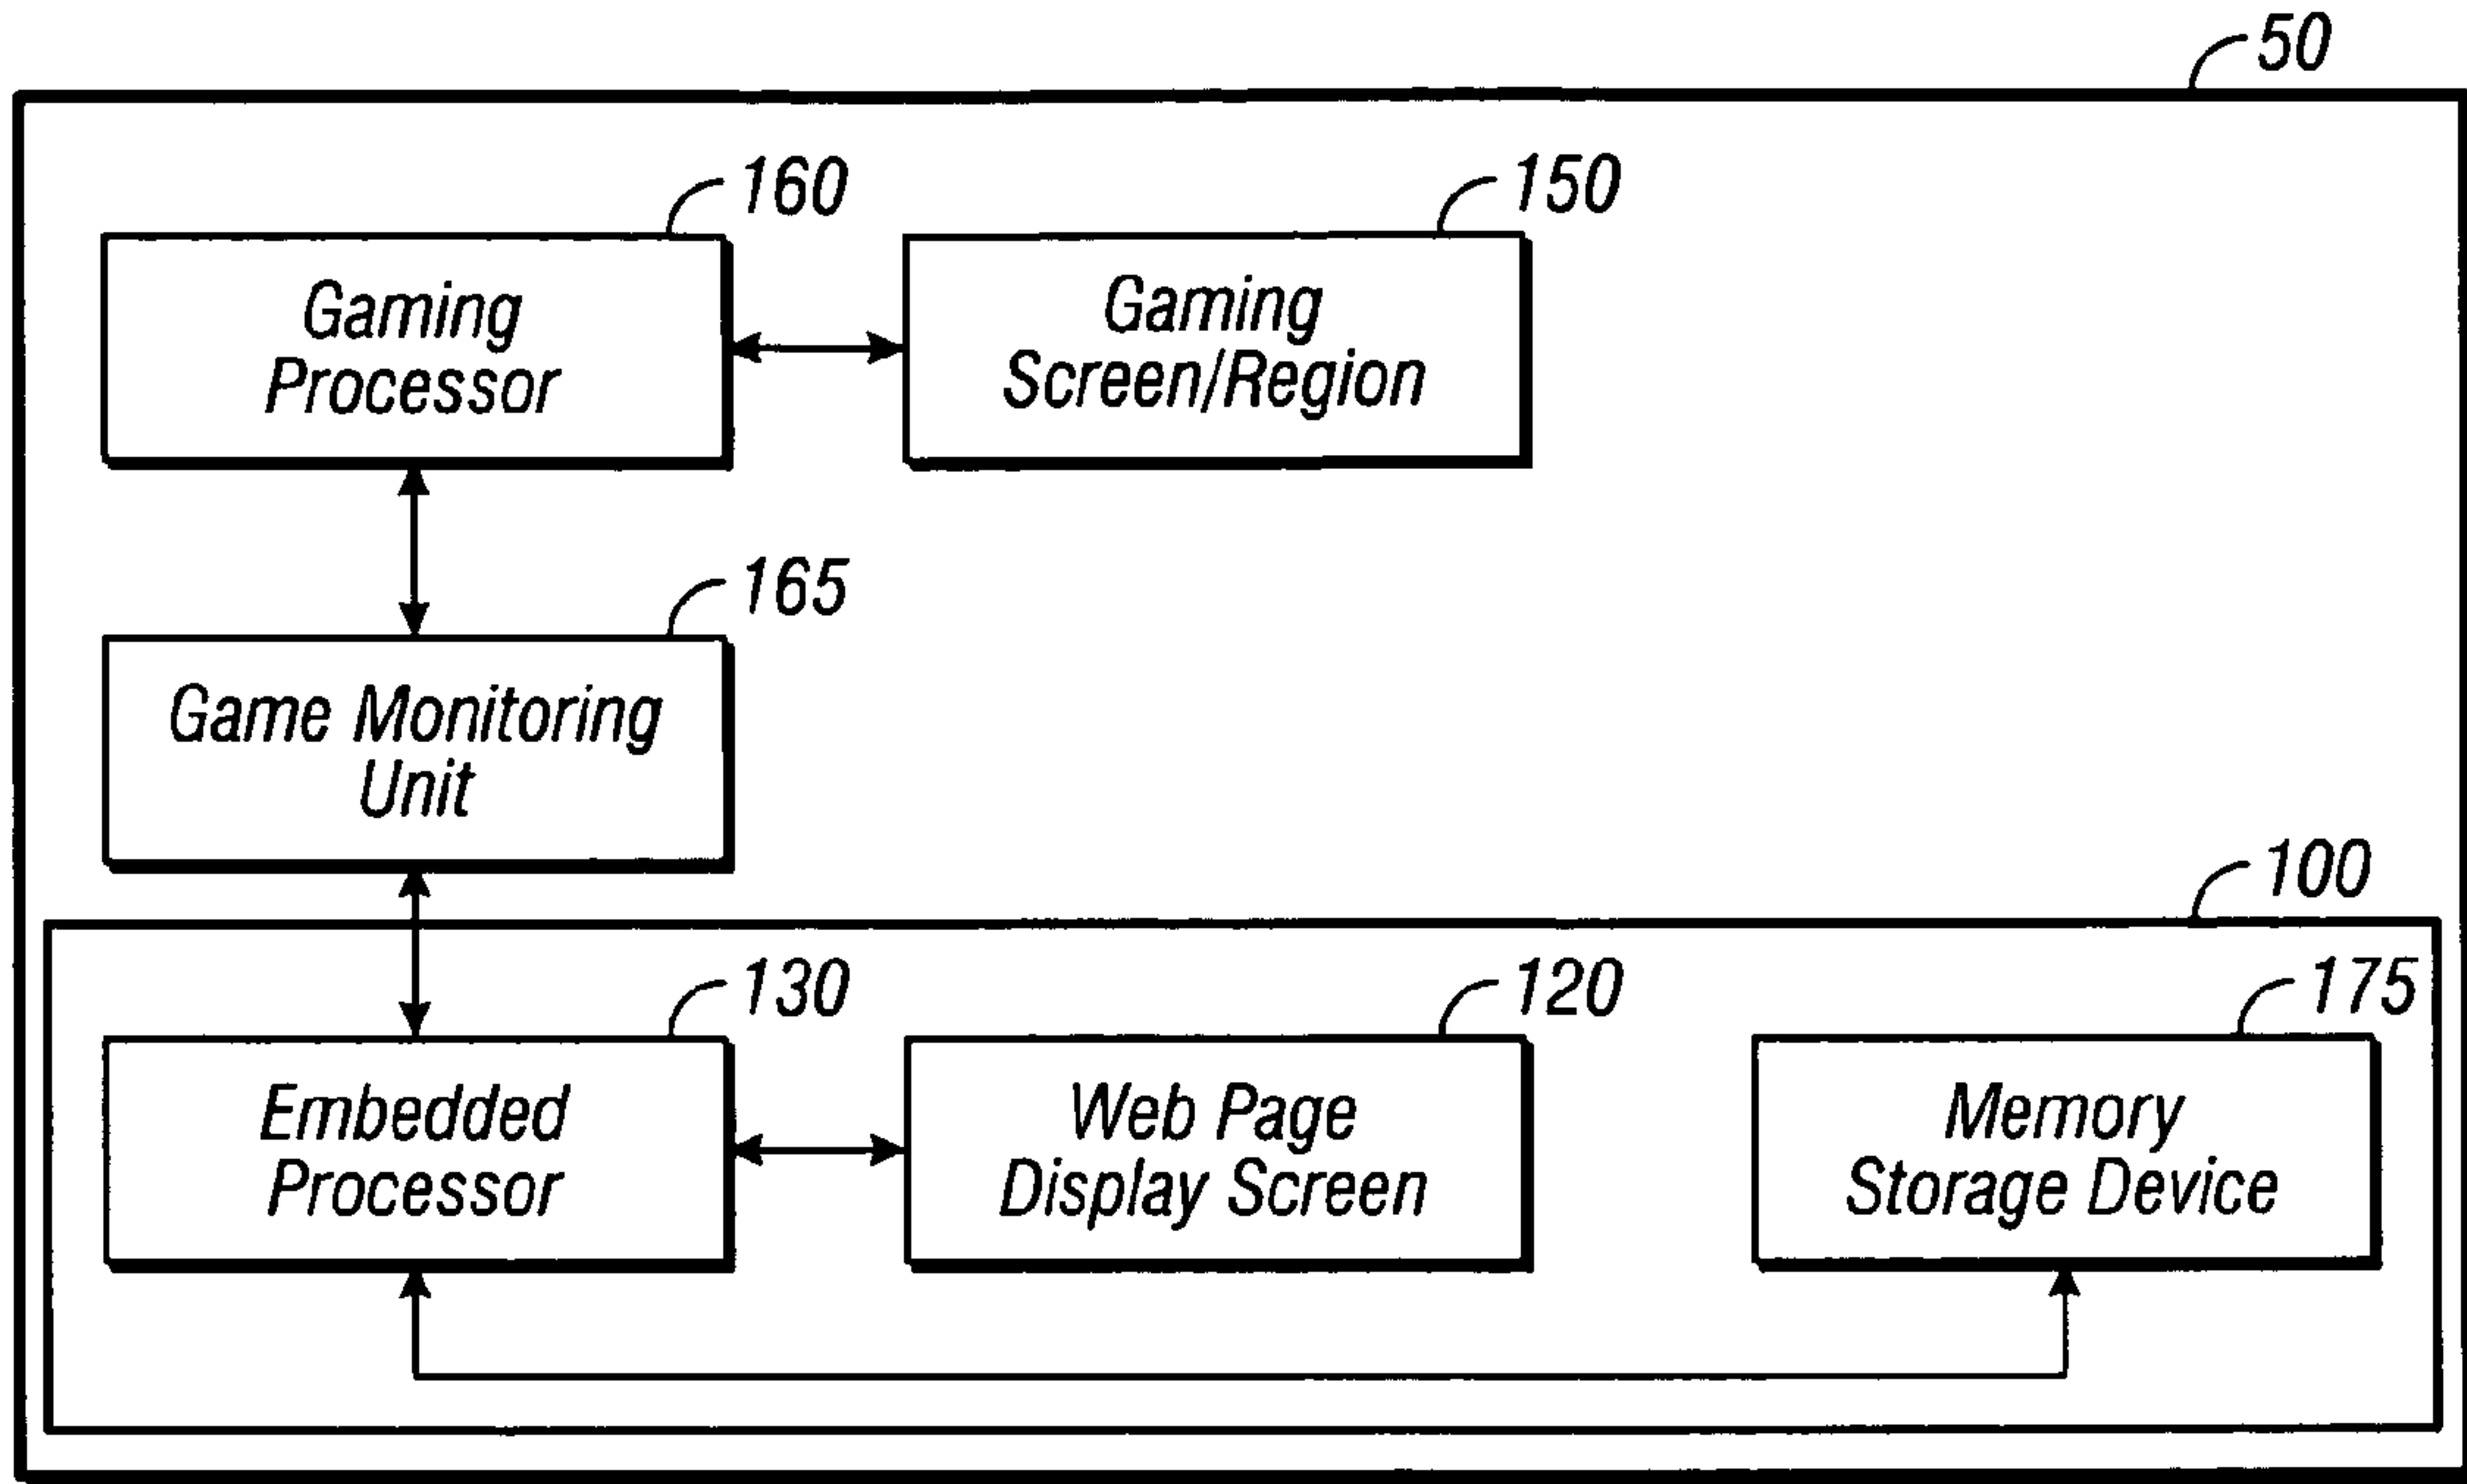 50
160
150
Gaming
Processor
Gaming
Screen/Region
165
Game Monitoring
Unit
100
130
120
175
Embedded
Processor
Web Page
Display Screen
Memory
Storage Device